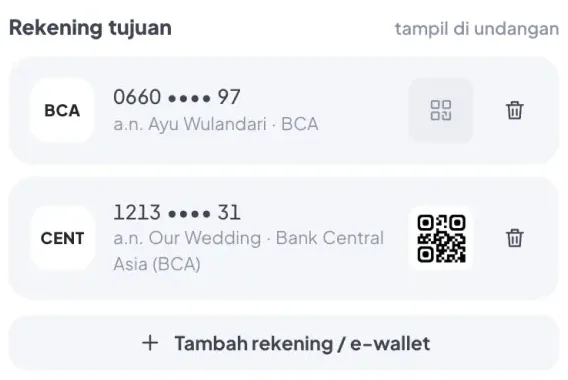 Rekening tujuan
tampil di undangan
BCA
0660 •••• 97
a.n. Ayu Wulandari · BCA
CENT
1213 •••• 31
a.n. Our Wedding · Bank Central
Asia (BCA)
+ Tambah rekening / e-wallet